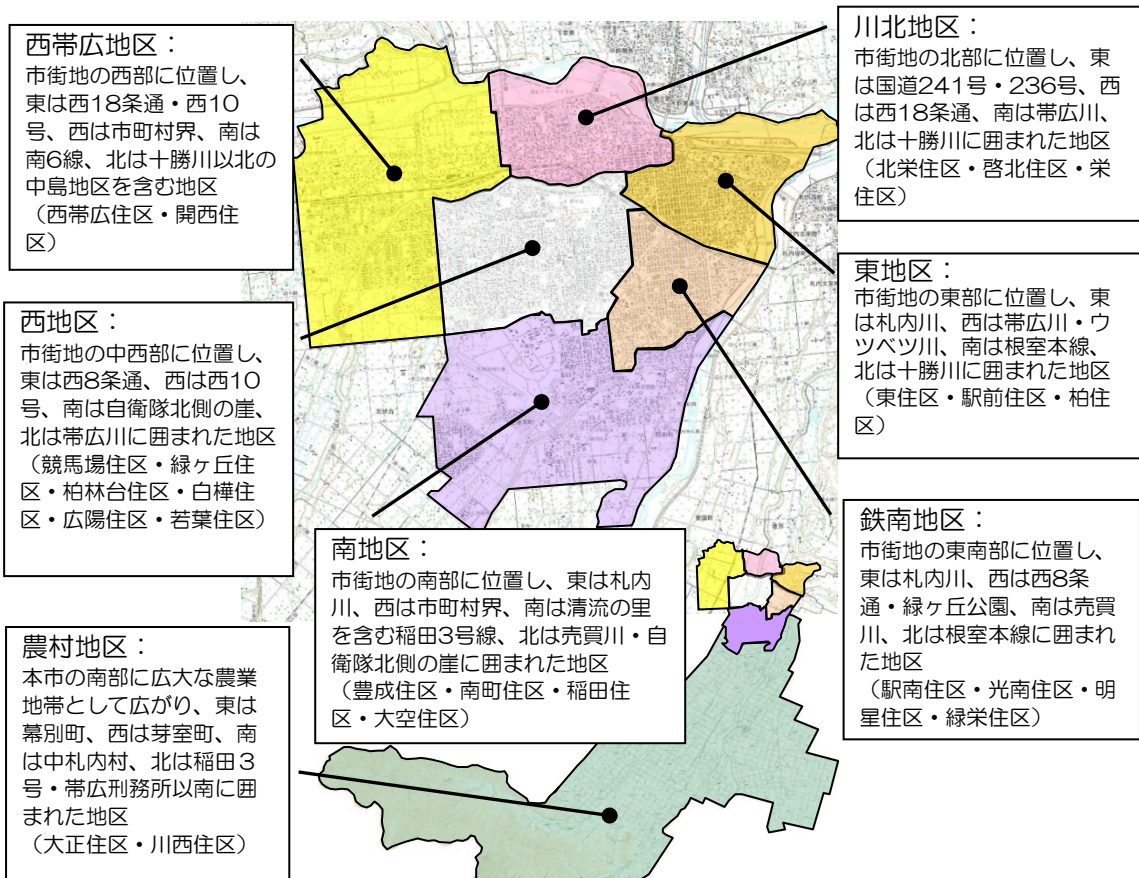 西帯広地区：
市街地の西部に位置し、
東は西18条通・西10
号、西は市町村界、南は
南6線、北は十勝川以北の
中島地区を含む地区
（西帯広住区・開西住
区）
川北地区：
市街地の北部に位置し、東
は国道241号・236号、西
は西18条通、南は帯広川、
北は十勝川に囲まれた地区
（北栄住区・啓北住区・栄
住区）
西地区：
市街地の中西部に位置し、
東は西8条通、西は西10
号、南は自衛隊北側の崖、
北は帯広川に囲まれた地区
（競馬場住区・緑ヶ丘住
区・柏林台住区・白樺住
区・広陽住区・若葉住区）
東地区：
市街地の東部に位置し、東
は札内川、西は帯広川・ウ
ツベツ川、南は根室本線、
北は十勝川に囲まれた地区
（東住区・駅前住区・柏住
区）
南地区：
市街地の南部に位置し、東は札内
川、西は市町村界、南は清流の里
を含む稲田3号線、北は売買川・自
衛隊北側の崖に囲まれた地区
（豊成住区・南町住区・稲田住
区・大空住区）
鉄南地区：
市街地の東南部に位置し、
東は札内川、西は西8条
通・緑ヶ丘公園、南は売買
川、北は根室本線に囲まれ
た地区
（駅南住区・光南住区・明
星住区・緑栄住区）
農村地区：
本市の南部に広大な農業
地帯として広がり、東は
幕別町、西は芽室町、南
は中札内村、北は稲田３
号・帯広刑務所以南に囲
まれた地区
（大正住区・川西住区）